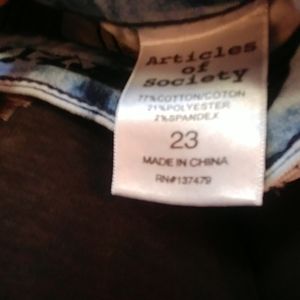 Articles
of
Society
77%COTTON/COTON
21%POLYESTER
2%SPANDEX
23
MADE IN CHINA
RN#137479